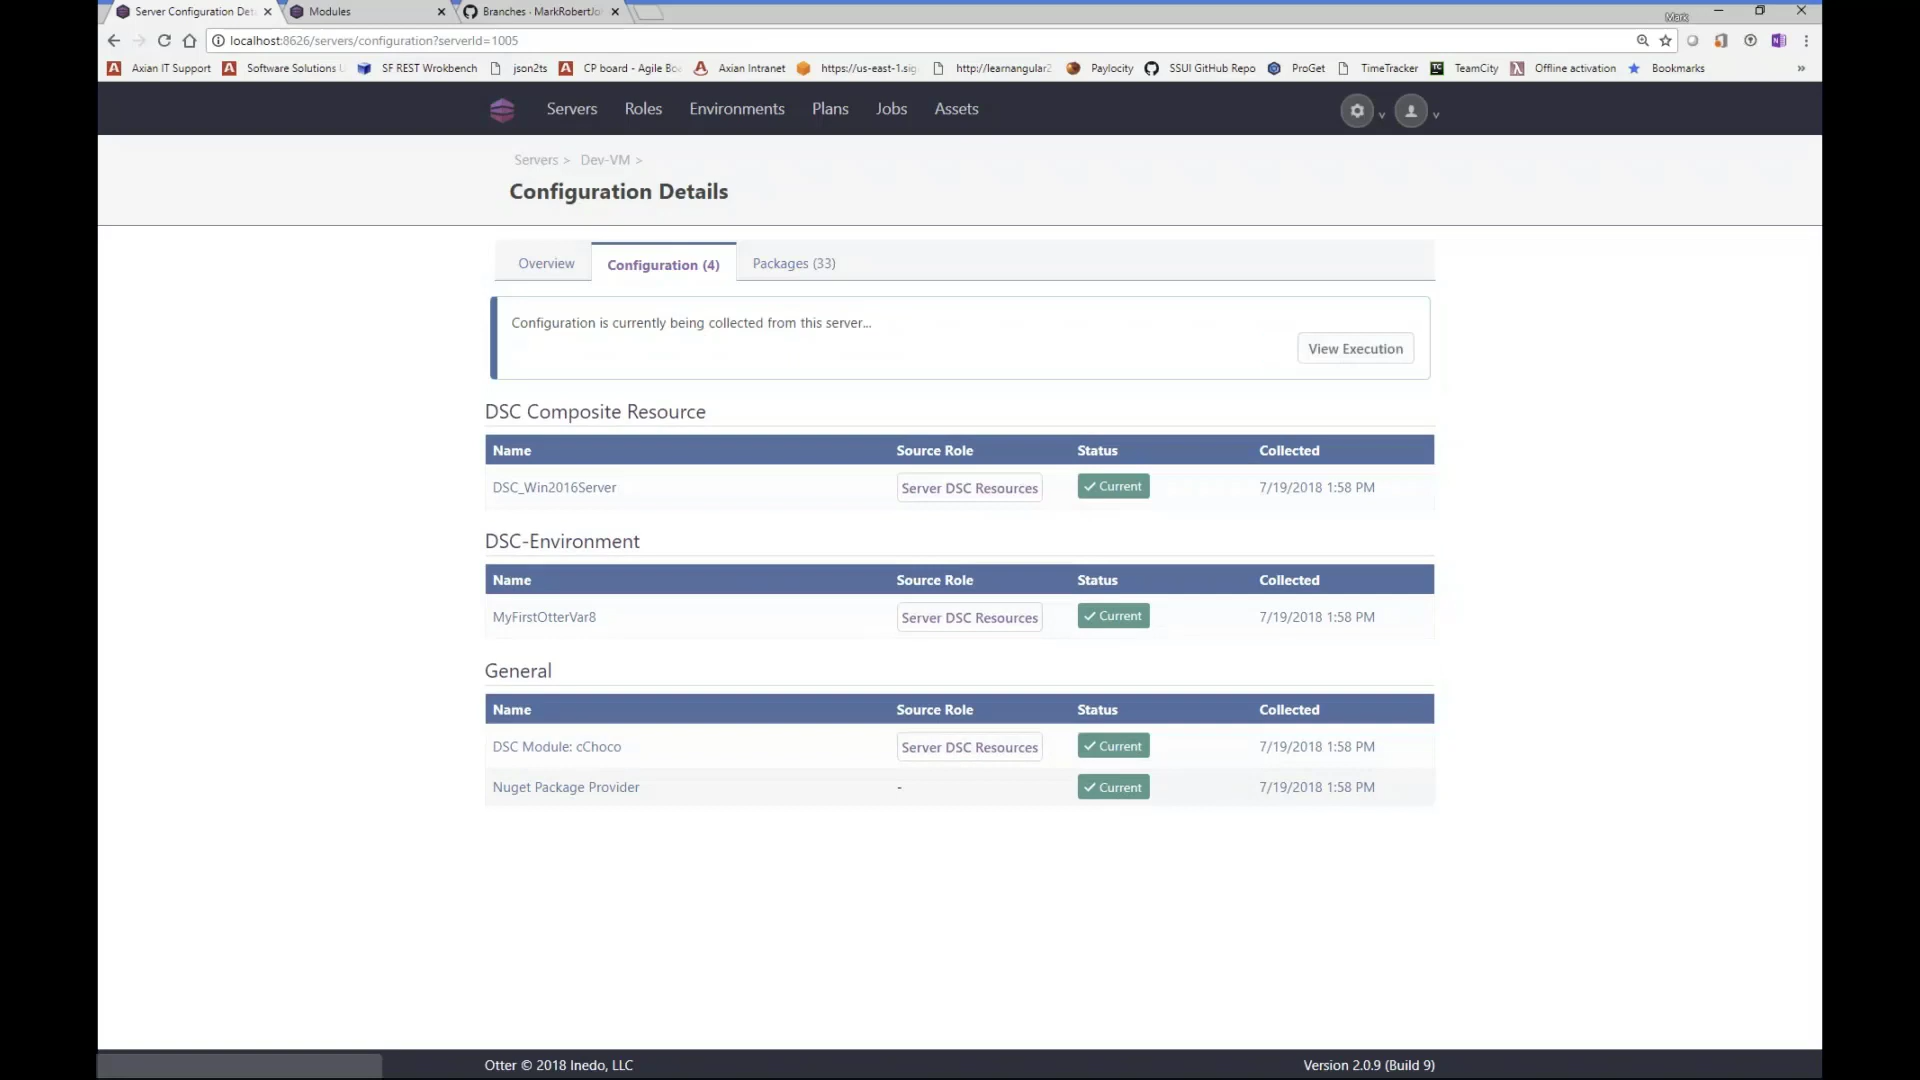 Server Configuration Det
Modules
Branches · MarkRobertJo
Mark
localhost:8626/servers/configuration?serverId=1005
Axian IT Support
Software Solutions
SF REST Wrokbench
json2ts
CP board - Agile Bo
Axian Intranet
https://us-east-1.sig
http://learnangular2
Paylocity
SSUI GitHub Repo
ProGet
TimeTracker
TC
TeamCity
Offline activation
Bookmarks
»
Servers
Roles
Environments
Plans
Jobs
Assets
Servers > Dev-VM >
Configuration Details
Overview
Configuration (4)
Packages (33)
Configuration is currently being collected from this server...
View Execution
DSC Composite Resource
Name Source Role Status Collected
DSC_Win2016Server Server DSC Resources ✓ Current 7/19/2018 1:58 PM
DSC-Environment
Name Source Role Status Collected
MyFirstOtterVar8 Server DSC Resources ✓ Current 7/19/2018 1:58 PM
General
Name Source Role Status Collected
DSC Module: cChoco Server DSC Resources ✓ Current 7/19/2018 1:58 PM
Nuget Package Provider - ✓ Current 7/19/2018 1:58 PM
Otter © 2018 Inedo, LLC
Version 2.0.9 (Build 9)